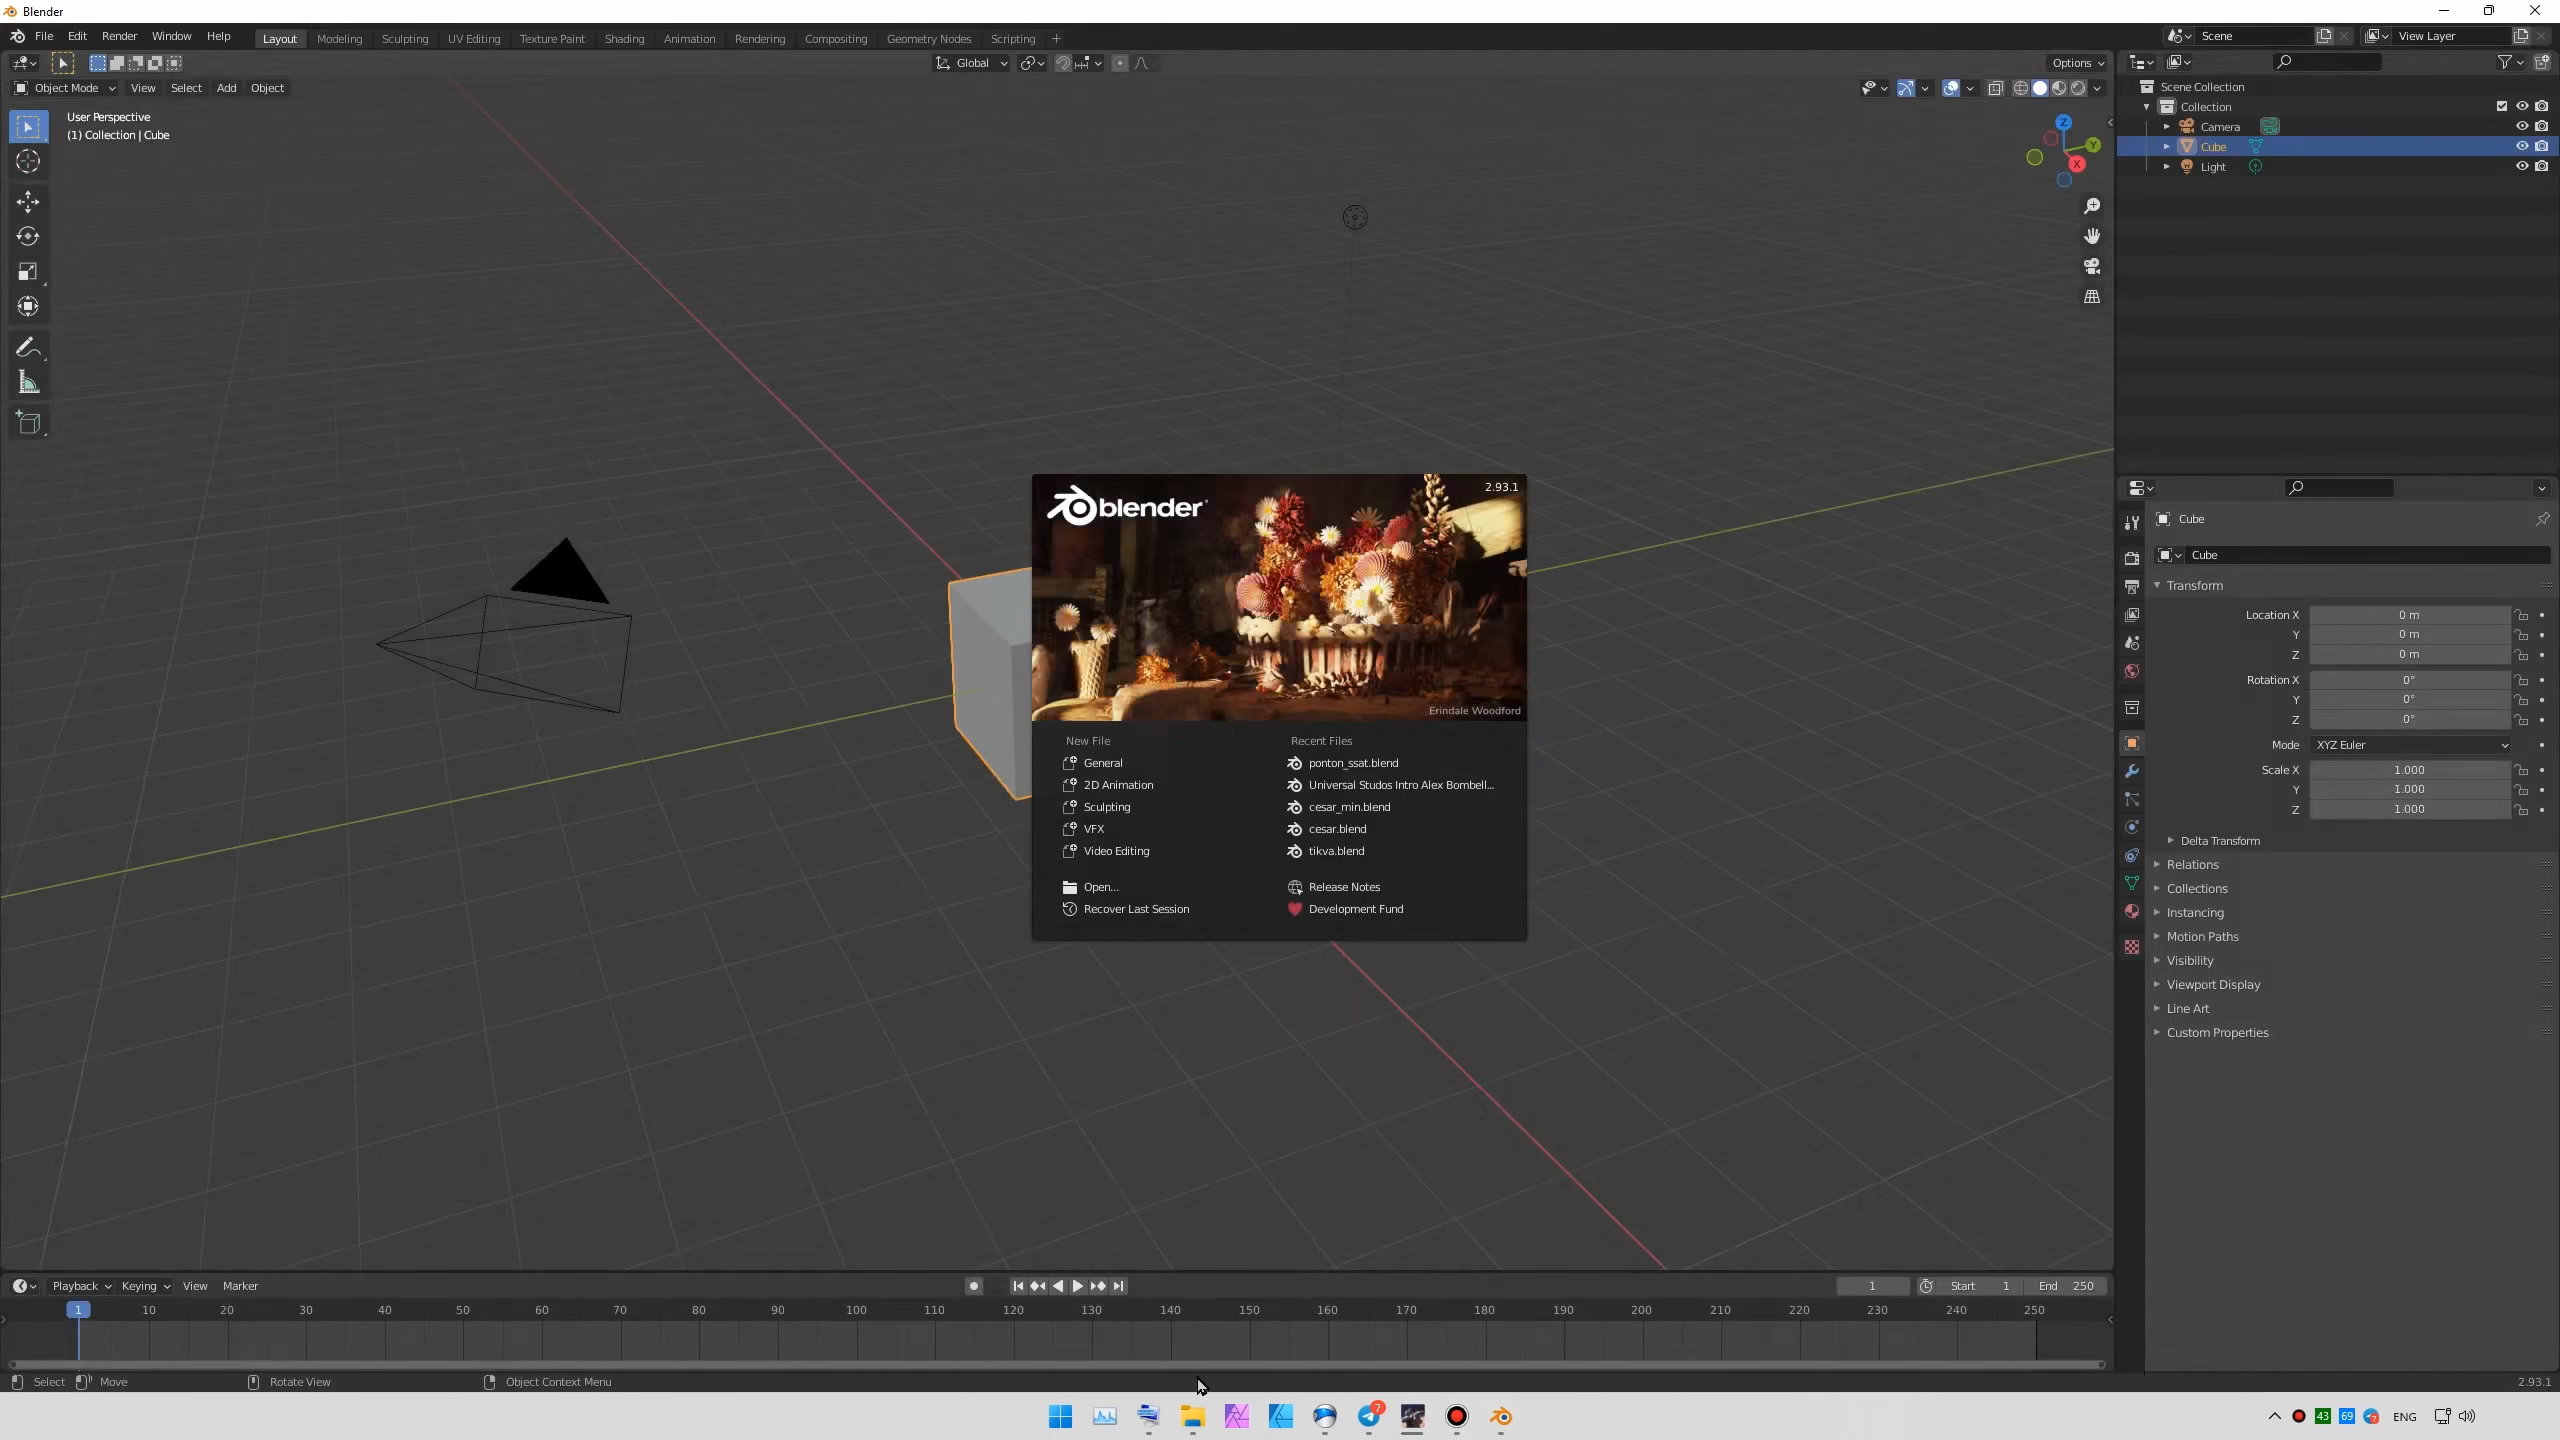 Blender
File Edit Render Window Help Layout Modeling Sculpting UV Editing Texture Paint Shading Animation Rendering Compositing Geometry Nodes Scripting + Scene View Layer
Global Options
Object Mode View Select Add Object
User Perspective
(1) Collection | Cube
Z
Y
X
Scene Collection
Collection
Camera
Cube
Light
blender
2.93.1
Erindale Woodford
New File
General
2D Animation
Sculpting
VFX
Video Editing
Open...
Recover Last Session
Recent Files
ponton_ssat.blend
Universal Studos Intro Alex Bombell...
cesar_min.blend
cesar.blend
tikva.blend
Release Notes
Development Fund
Cube
Cube
Transform
Location X 0 m
Y 0 m
Z 0 m
Rotation X 0°
Y 0°
Z 0°
Mode XYZ Euler
Scale X 1.000
Y 1.000
Z 1.000
Delta Transform
Relations
Collections
Instancing
Motion Paths
Visibility
Viewport Display
Line Art
Custom Properties
Playback Keying View Marker 1 Start 1 End 250
1 10 20 30 40 50 60 70 80 90 100 110 120 130 140 150 160 170 180 190 200 210 220 230 240 250
Select Move Rotate View Object Context Menu 2.93.1
7 43 69 ENG